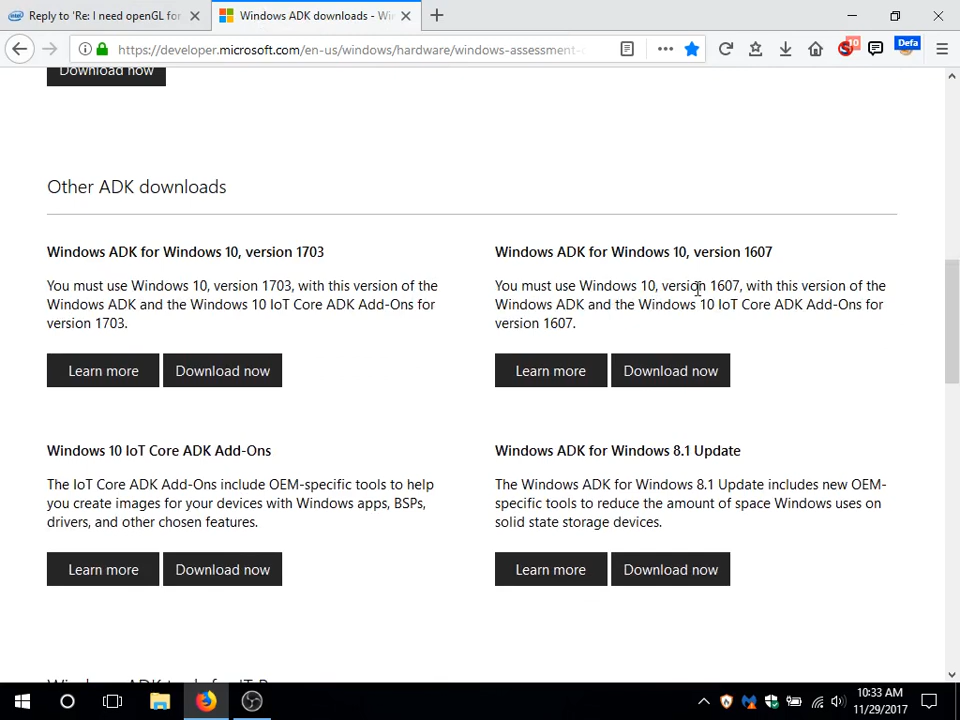 Reply to 'Re: I need openGL for
Windows ADK downloads - Win
https://developer.microsoft.com/en-us/windows/hardware/windows-assessment-
10
Defa
Download now
Other ADK downloads
Windows ADK for Windows 10, version 1703
You must use Windows 10, version 1703, with this version of the
Windows ADK and the Windows 10 IoT Core ADK Add-Ons for
version 1703.
Learn more
Download now
Windows ADK for Windows 10, version 1607
You must use Windows 10, version 1607, with this version of the
Windows ADK and the Windows 10 IoT Core ADK Add-Ons for
version 1607.
Learn more
Download now
Windows 10 IoT Core ADK Add-Ons
The IoT Core ADK Add-Ons include OEM-specific tools to help
you create images for your devices with Windows apps, BSPs,
drivers, and other chosen features.
Learn more
Download now
Windows ADK for Windows 8.1 Update
The Windows ADK for Windows 8.1 Update includes new OEM-
specific tools to reduce the amount of space Windows uses on
solid state storage devices.
Learn more
Download now
10:33 AM
11/29/2017